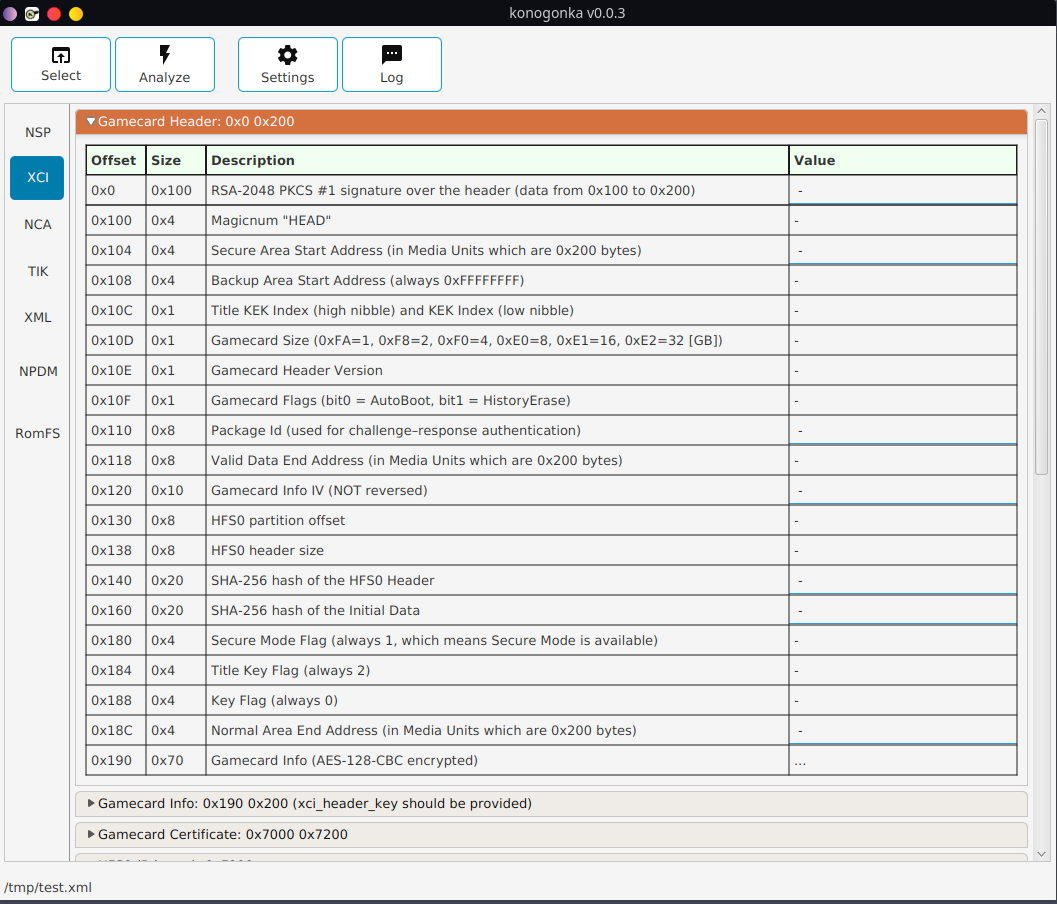 konogonka v0.0.3
Select
Analyze
Settings
Log
NSP
XCI
NCA
TIK
XML
NPDM
RomFS
Gamecard Header: 0x0 0x200
Offset Size Description Value
0x0 0x100 RSA-2048 PKCS #1 signature over the header (data from 0x100 to 0x200) -
0x100 0x4 Magicnum "HEAD" -
0x104 0x4 Secure Area Start Address (in Media Units which are 0x200 bytes) -
0x108 0x4 Backup Area Start Address (always 0xFFFFFFFF) -
0x10C 0x1 Title KEK Index (high nibble) and KEK Index (low nibble) -
0x10D 0x1 Gamecard Size (0xFA=1, 0xF8=2, 0xF0=4, 0xE0=8, 0xE1=16, 0xE2=32 [GB]) -
0x10E 0x1 Gamecard Header Version -
0x10F 0x1 Gamecard Flags (bit0 = AutoBoot, bit1 = HistoryErase) -
0x110 0x8 Package Id (used for challenge–response authentication) -
0x118 0x8 Valid Data End Address (in Media Units which are 0x200 bytes) -
0x120 0x10 Gamecard Info IV (NOT reversed) -
0x130 0x8 HFS0 partition offset -
0x138 0x8 HFS0 header size -
0x140 0x20 SHA-256 hash of the HFS0 Header -
0x160 0x20 SHA-256 hash of the Initial Data -
0x180 0x4 Secure Mode Flag (always 1, which means Secure Mode is available) -
0x184 0x4 Title Key Flag (always 2) -
0x188 0x4 Key Flag (always 0) -
0x18C 0x4 Normal Area End Address (in Media Units which are 0x200 bytes) -
0x190 0x70 Gamecard Info (AES-128-CBC encrypted) ...
Gamecard Info: 0x190 0x200 (xci_header_key should be provided)
Gamecard Certificate: 0x7000 0x7200
/tmp/test.xml